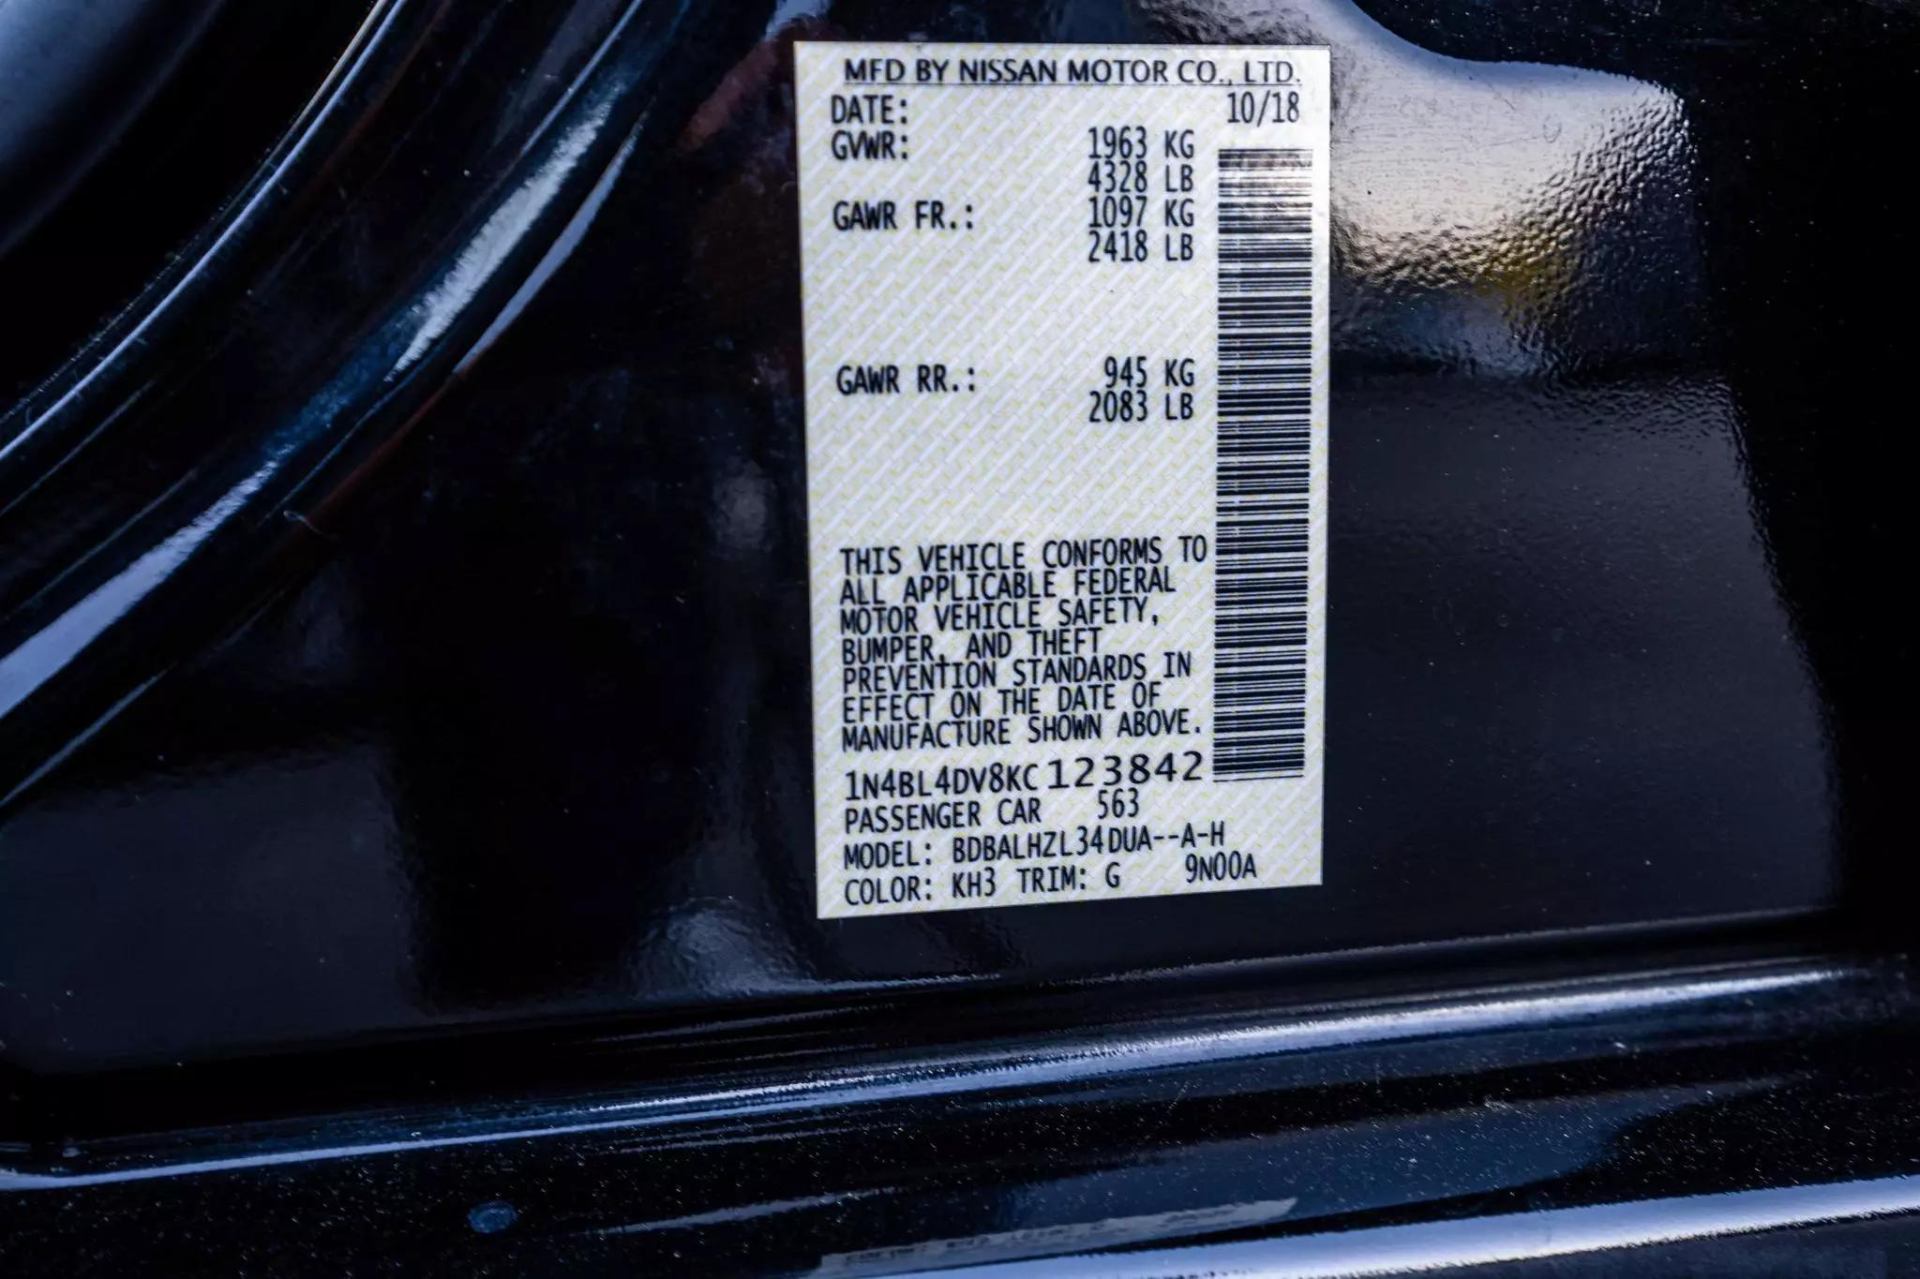 MFD BY NISSAN MOTOR CO., LTD.
DATE: 10/18
GVWR: 1963 KG
4328 LB
GAWR FR.: 1097 KG
2418 LB
GAWR RR.: 945 KG
2083 LB
THIS VEHICLE CONFORMS TO
ALL APPLICABLE FEDERAL
MOTOR VEHICLE SAFETY,
BUMPER, AND THEFT
PREVENTION STANDARDS IN
EFFECT ON THE DATE OF
MANUFACTURE SHOWN ABOVE.
1N4BL4DV8KC123842
PASSENGER CAR 563
MODEL: BDBALHZL34DUA--A-H
COLOR: KH3 TRIM: G 9N00A